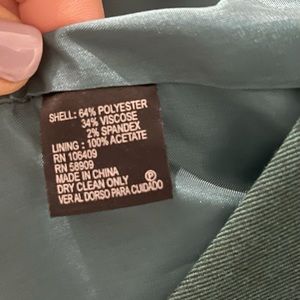 SHELL: 64% POLYESTER
34% VISCOSE
2% SPANDEX
LINING : 100% ACETATE
RN 106409
RN 58909
MADE IN CHINA
DRY CLEAN ONLY Ⓟ
VER AL DORSO PARA CUIDADO